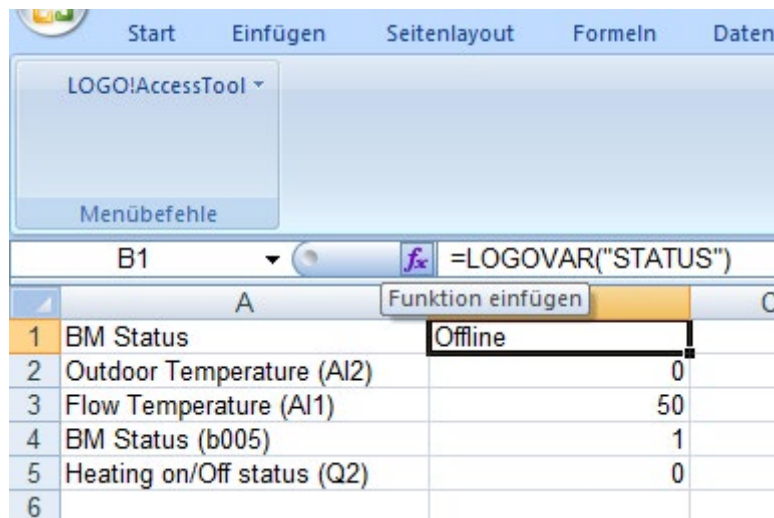 Start Einfügen Seitenlayout Formeln Daten
LOGO!AccessTool
Menübefehle
B1 fx =LOGOVAR("STATUS")
A Funktion einfügen
1 BM Status Offline
2 Outdoor Temperature (AI2) 0
3 Flow Temperature (AI1) 50
4 BM Status (b005) 1
5 Heating on/Off status (Q2) 0
6